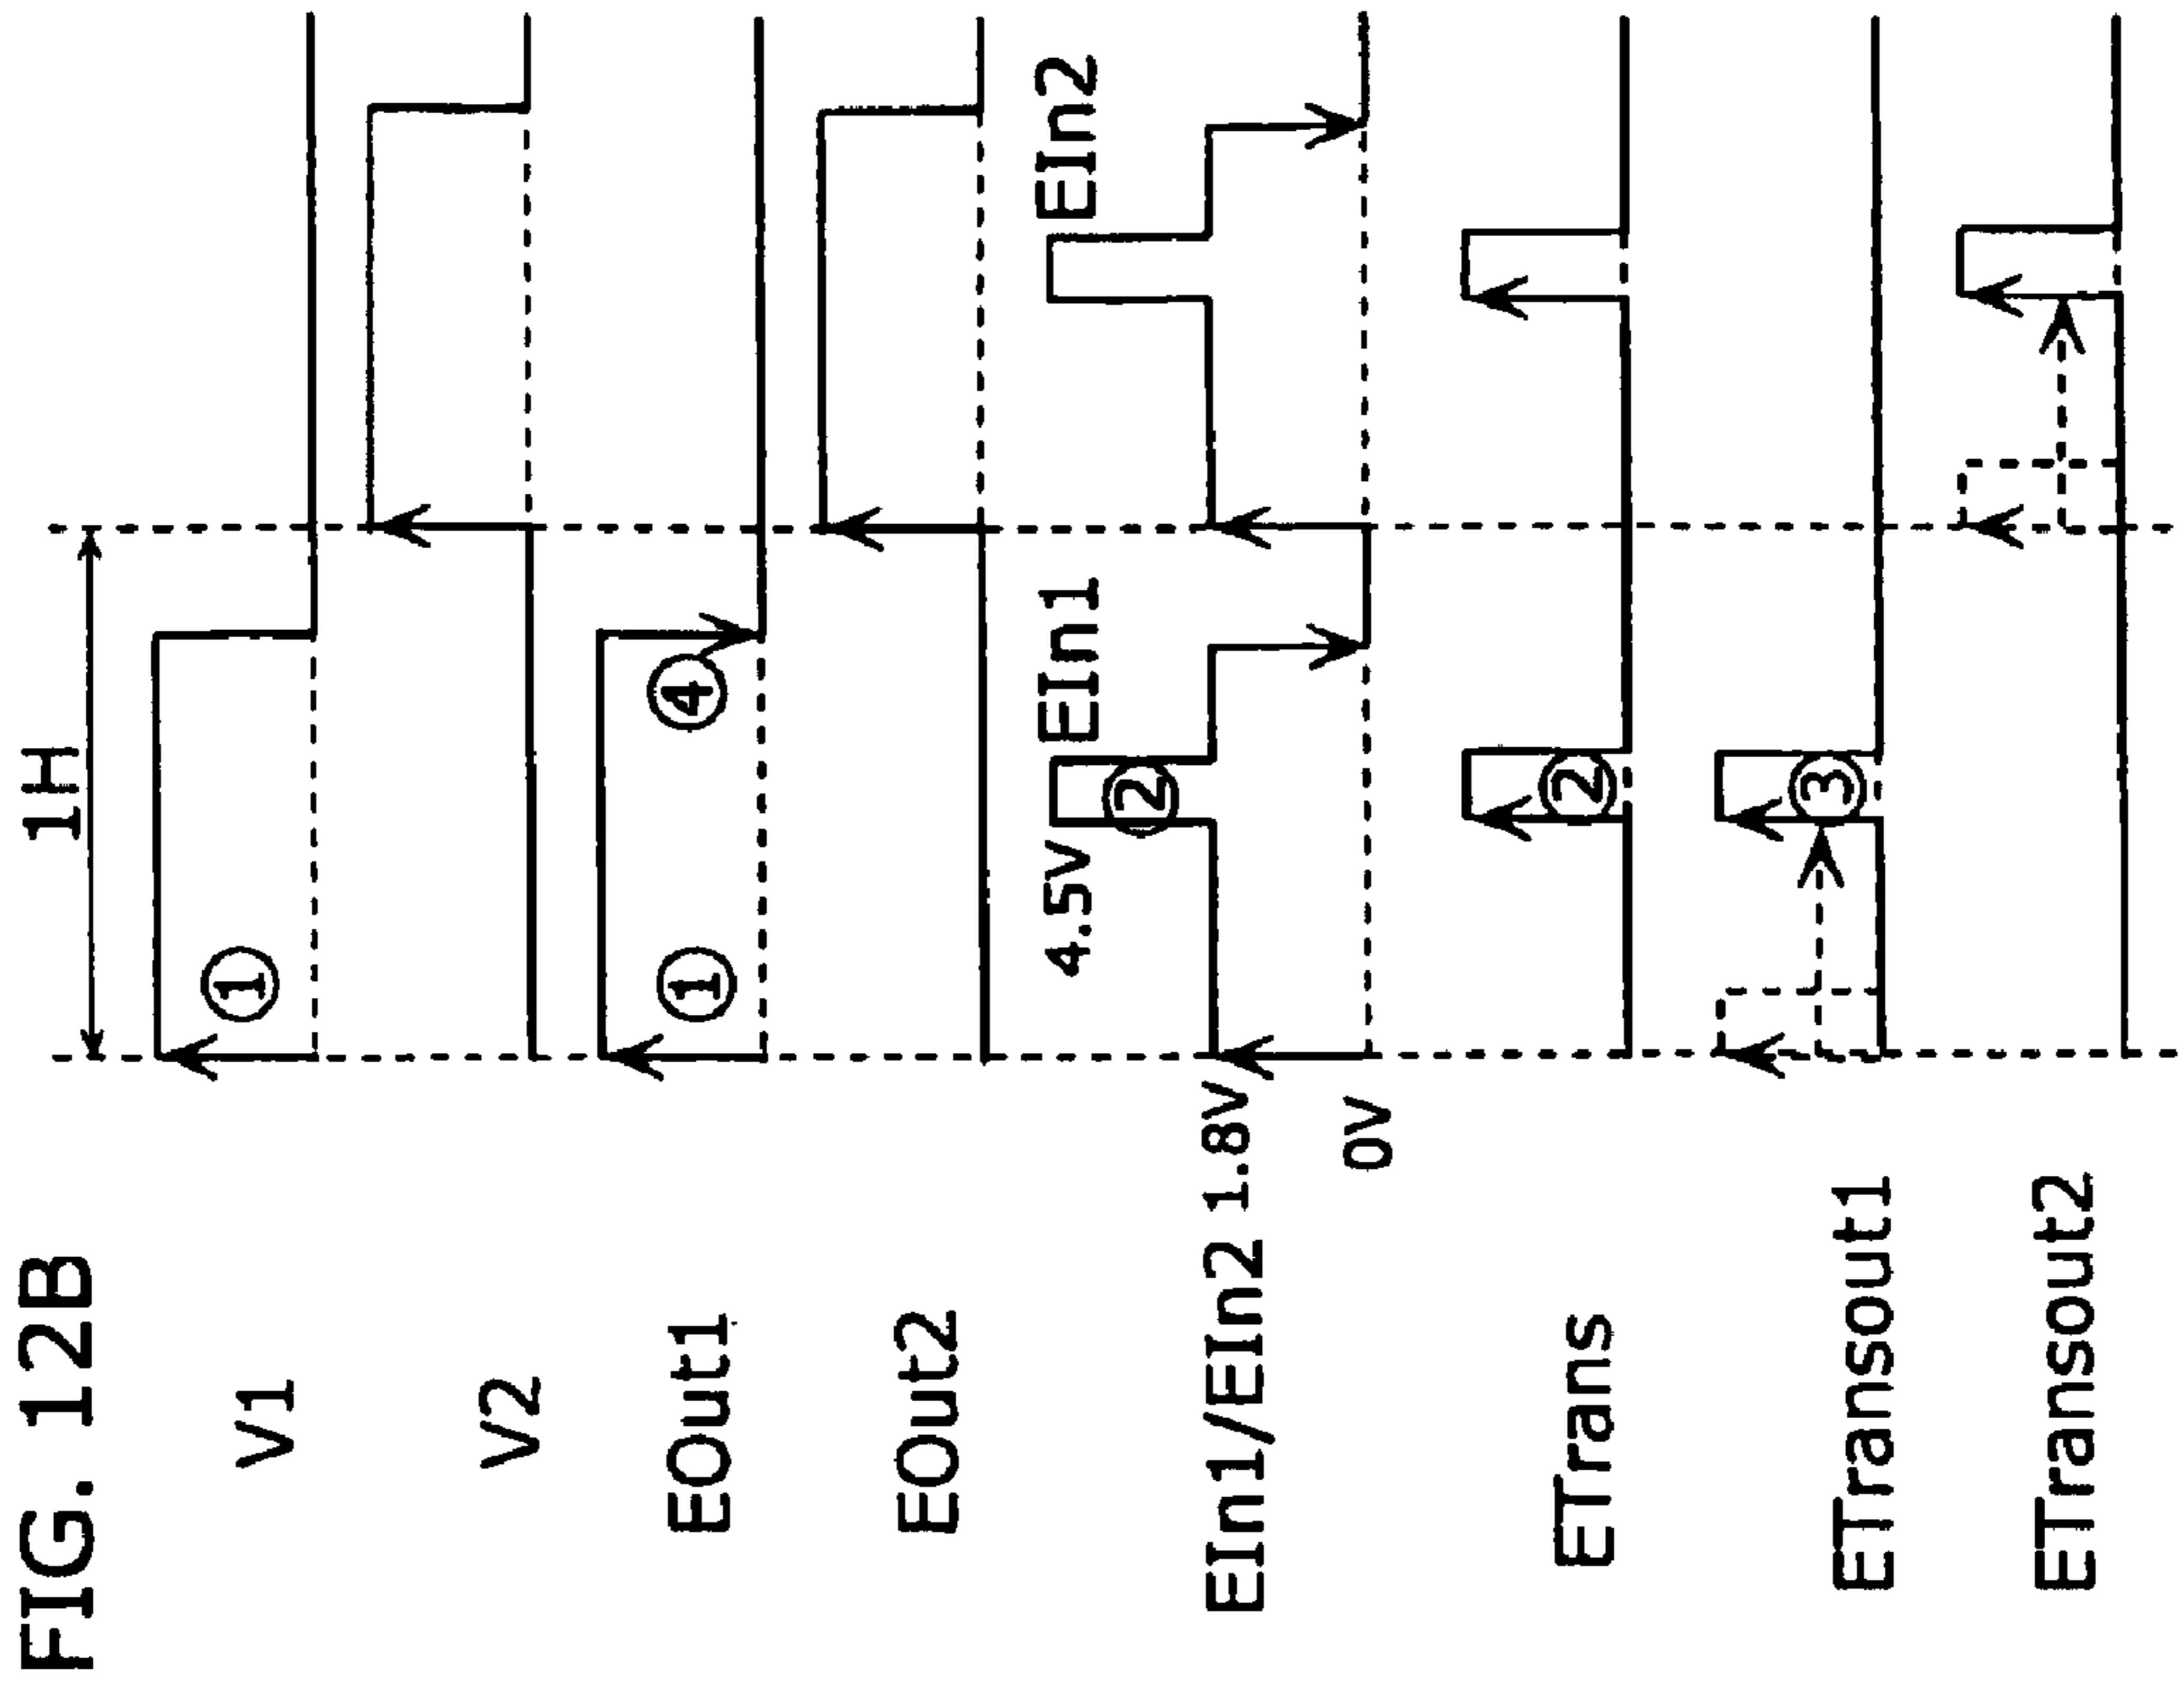 FIG. 12B
1H
V1
①
V2
EOut1
①
④
EOut2
EIn1/EIn2
1.8V
0V
4.5V
②
EIn1
EIn2
ETrans
②
ETransout1
③
ETransout2